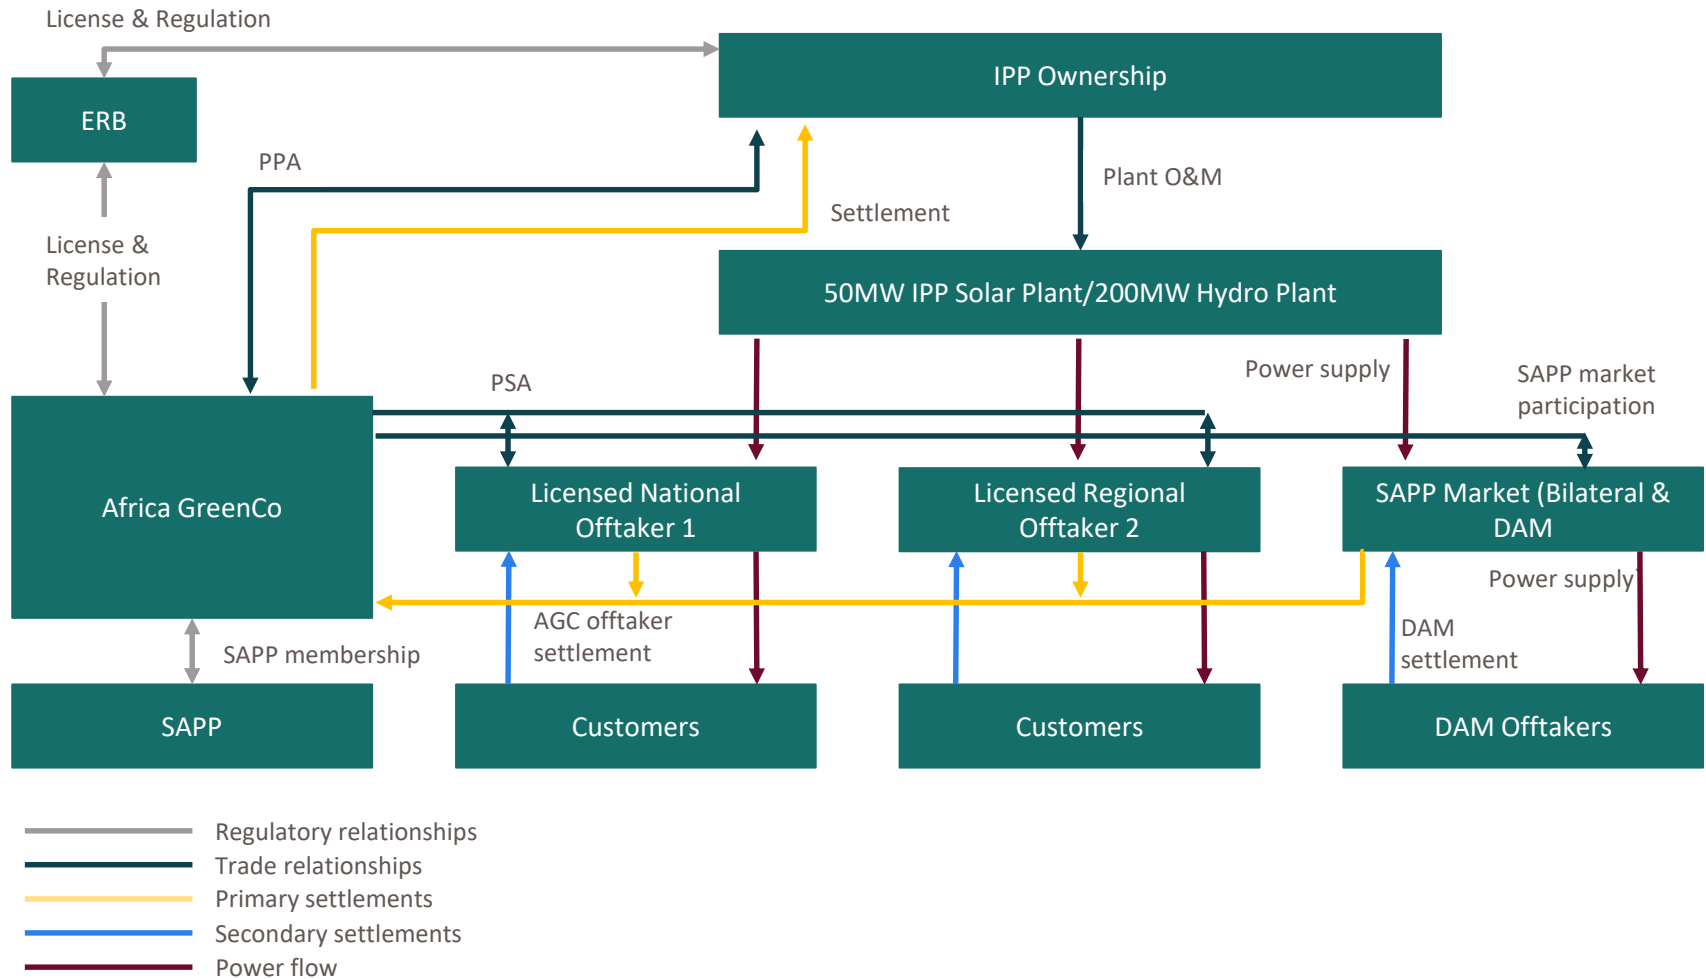 License & Regulation
IPP Ownership
ERB
PPA
Plant O&M
Settlement
License &
Regulation
50MW IPP Solar Plant/200MW Hydro Plant
Power supply
PSA
SAPP market
participation
Africa GreenCo
Licensed National
Offtaker 1
Licensed Regional
Offtaker 2
SAPP Market (Bilateral &
DAM
Power supply`
AGC offtaker
settlement
DAM
settlement
SAPP membership
SAPP
Customers
Customers
DAM Offtakers
Regulatory relationships
Trade relationships
Primary settlements
Secondary settlements
Power flow